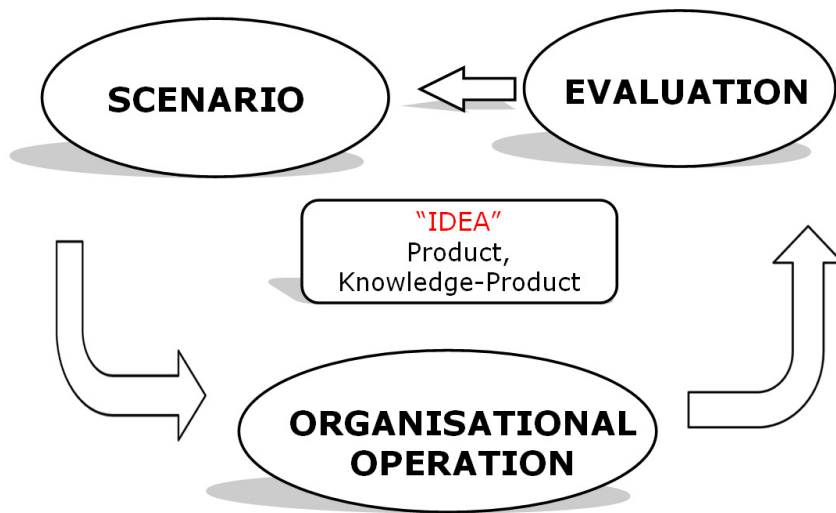 SCENARIO
EVALUATION
“IDEA”
Product,
Knowledge-Product
ORGANISATIONAL
OPERATION